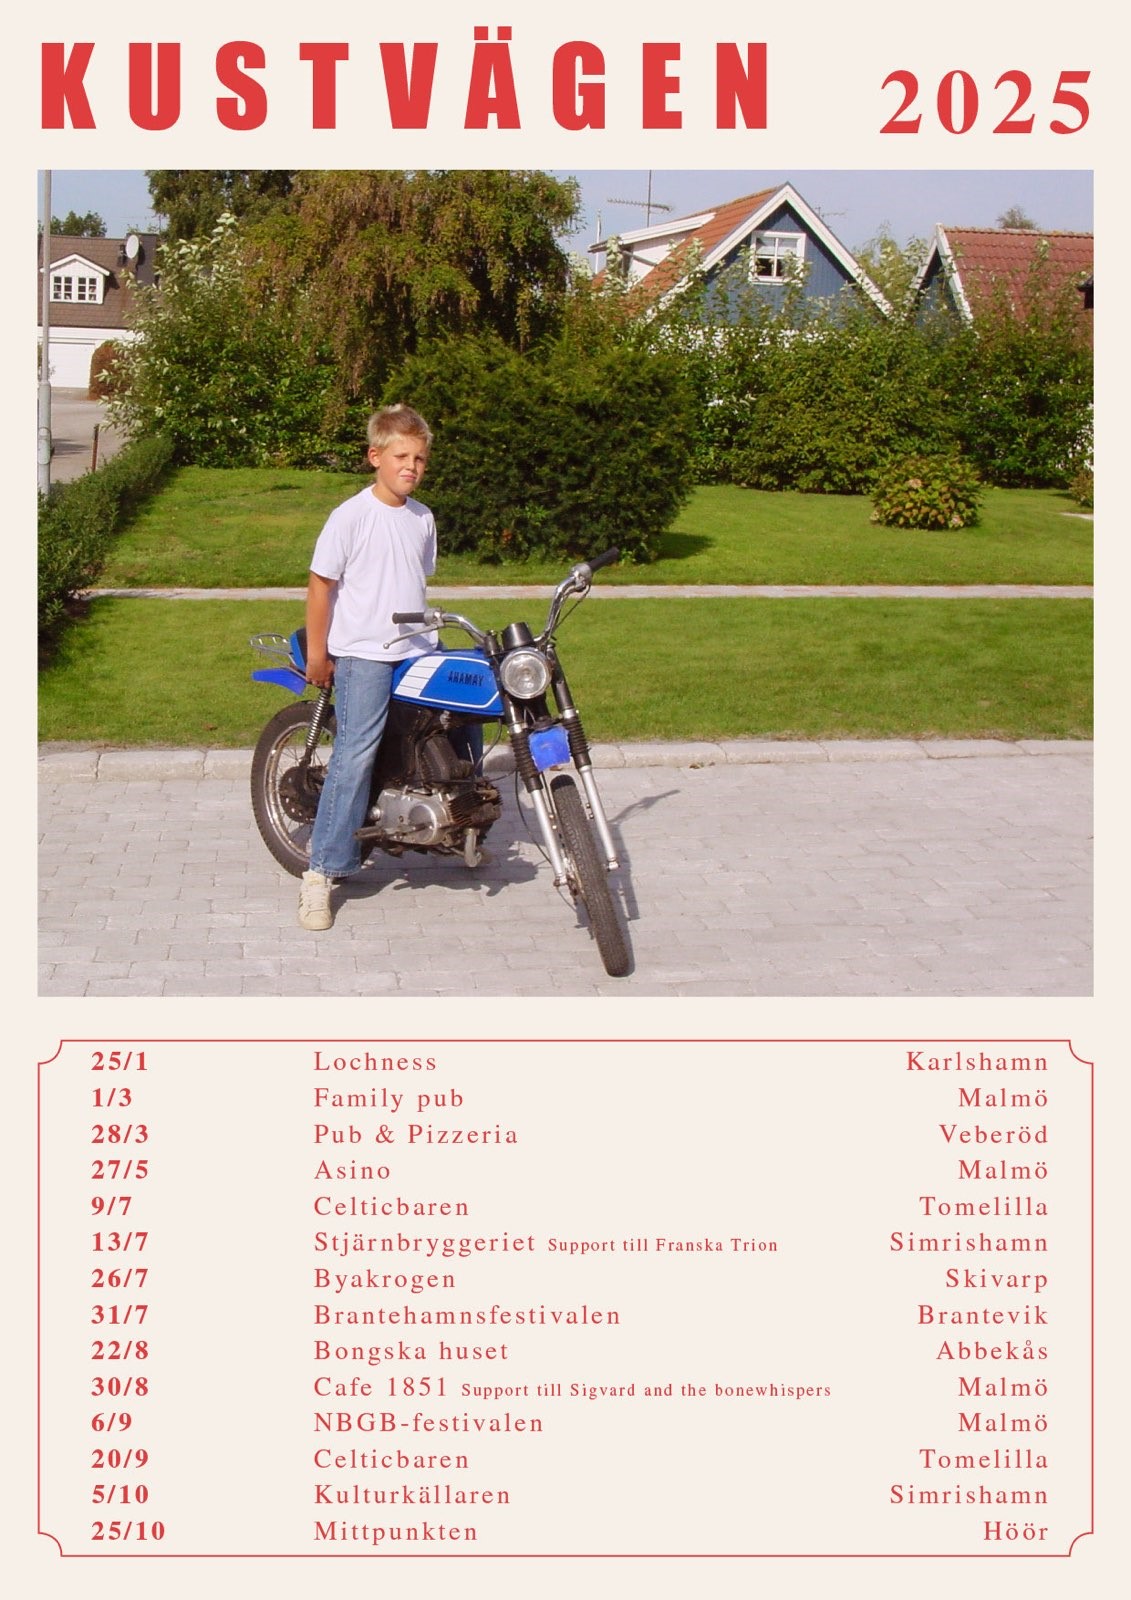 KUSTVÄGEN 2025
AHAMAY
25/1 Lochness Karlshamn
1/3 Family pub Malmö
28/3 Pub & Pizzeria Veberöd
27/5 Asino Malmö
9/7 Celticbaren Tomelilla
13/7 Stjärnbryggeriet Support till Franska Trion Simrishamn
26/7 Byakrogen Skivarp
31/7 Brantehamnsfestivalen Brantevik
22/8 Bongska huset Abbekås
30/8 Cafe 1851 Support till Sigvard and the bonewhispers Malmö
6/9 NBGB-festivalen Malmö
20/9 Celticbaren Tomelilla
5/10 Kulturkällaren Simrishamn
25/10 Mittpunkten Höör